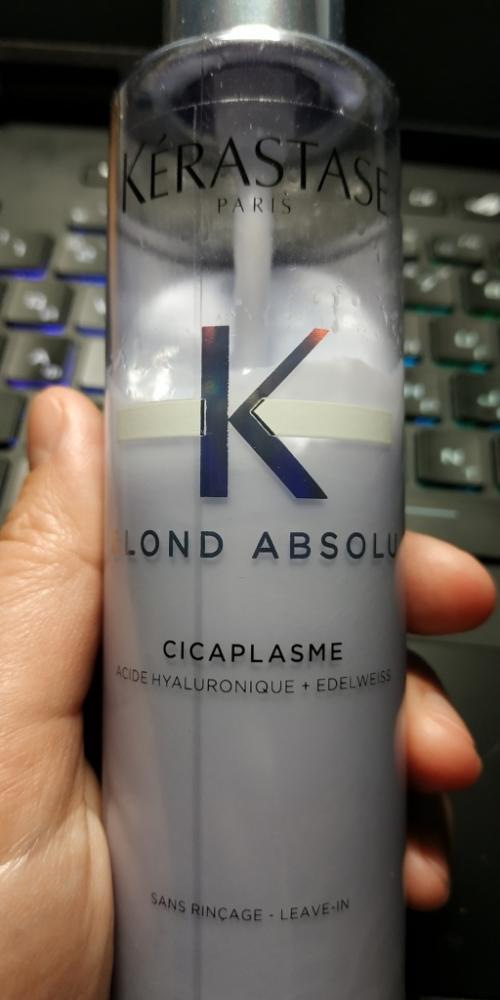 KÉRASTASE
PARIS
K
LOND ABSOLU
CICAPLASME
ACIDE HYALURONIQUE + EDELWEISS
SANS RINÇAGE - LEAVE-IN